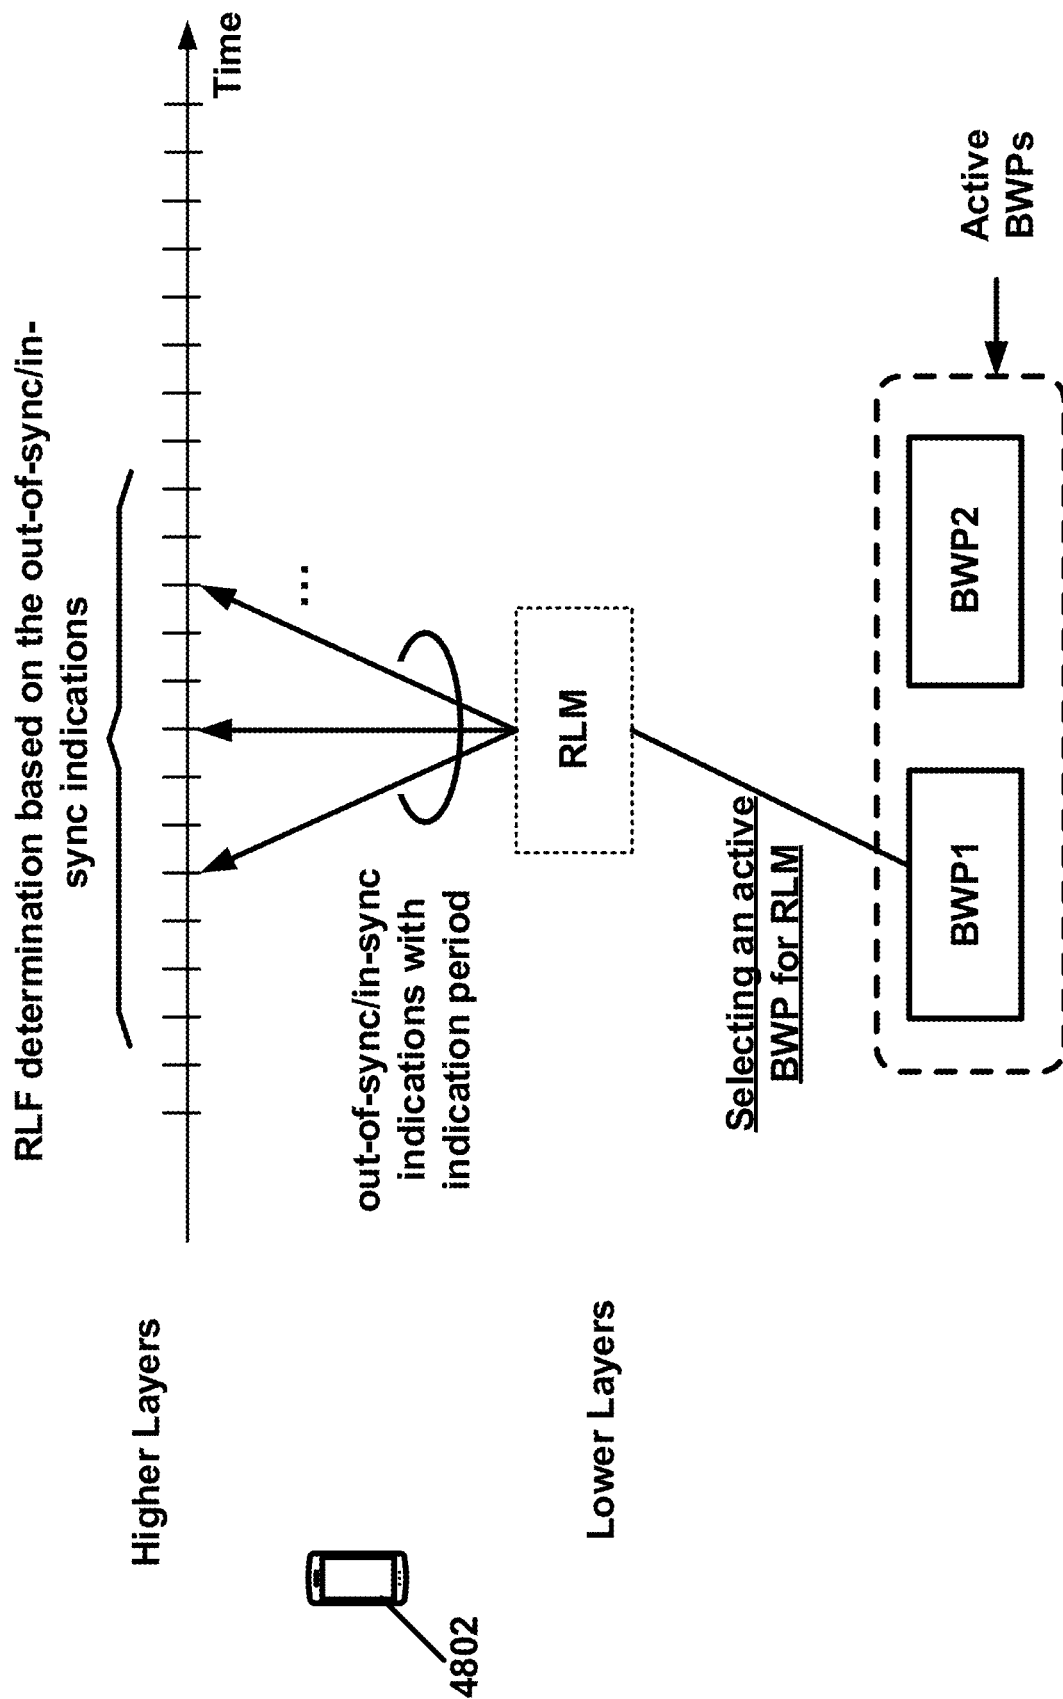 RLF determination based on the out-of-sync/in-
sync indications
Time
Higher Layers
out-of-sync/in-sync
indications with
indication period
...
4802
RLM
Lower Layers
Selecting an active
BWP for RLM
BWP1
BWP2
Active
BWPs